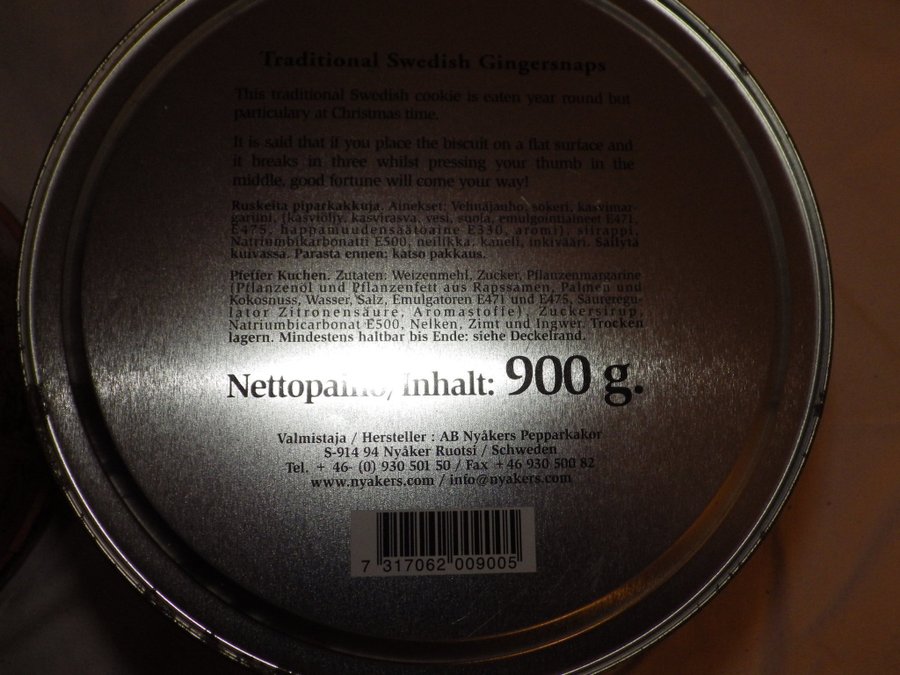 Traditional Swedish Gingersnaps
This traditional Swedish cookie is eaten year round but
particulary at Christmas time.
It is said that if you place the biscuit on a flat surface and
it breaks in three whilst pressing your thumb in the
middle, good fortune will come your way!
Ruskeita piparkakkuja. Ainekset: Vehnäjauho, sokeri, kasvimar-
gariini, (kasviöljy, kasvirasva, vesi, suola, emulgointiaineet E471,
E475, happamuudensäätöaine E330, aromi), siirappi,
Natriumbikarbonatti E500, neilikka, kaneli, inkivääri. Säilytä
kuivassa. Parasta ennen: katso pakkaus.
Pfeffer Kuchen. Zutaten: Weizenmehl, Zucker, Pflanzenmargarine
(Pflanzenöl und Pflanzenfett aus Rapssamen, Palmen und
Kokosnuss, Wasser, Salz, Emulgatoren E471 und E475, Säureregu-
lator Zitronensäure, Aromastoffe), Zuckersirup,
Natriumbicarbonat E500, Nelken, Zimt und Ingwer. Trocken
lagern. Mindestens haltbar bis Ende: siehe Deckelrand.
Nettopaino/Inhalt: 900 g.
Valmistaja / Hersteller : AB Nyåkers Pepparkakor
S-914 94 Nyåker Ruotsi / Schweden
Tel. + 46- (0) 930 501 50 / Fax +46 930 500 82
www.nyakers.com / info@nyakers.com
7 317062 009005